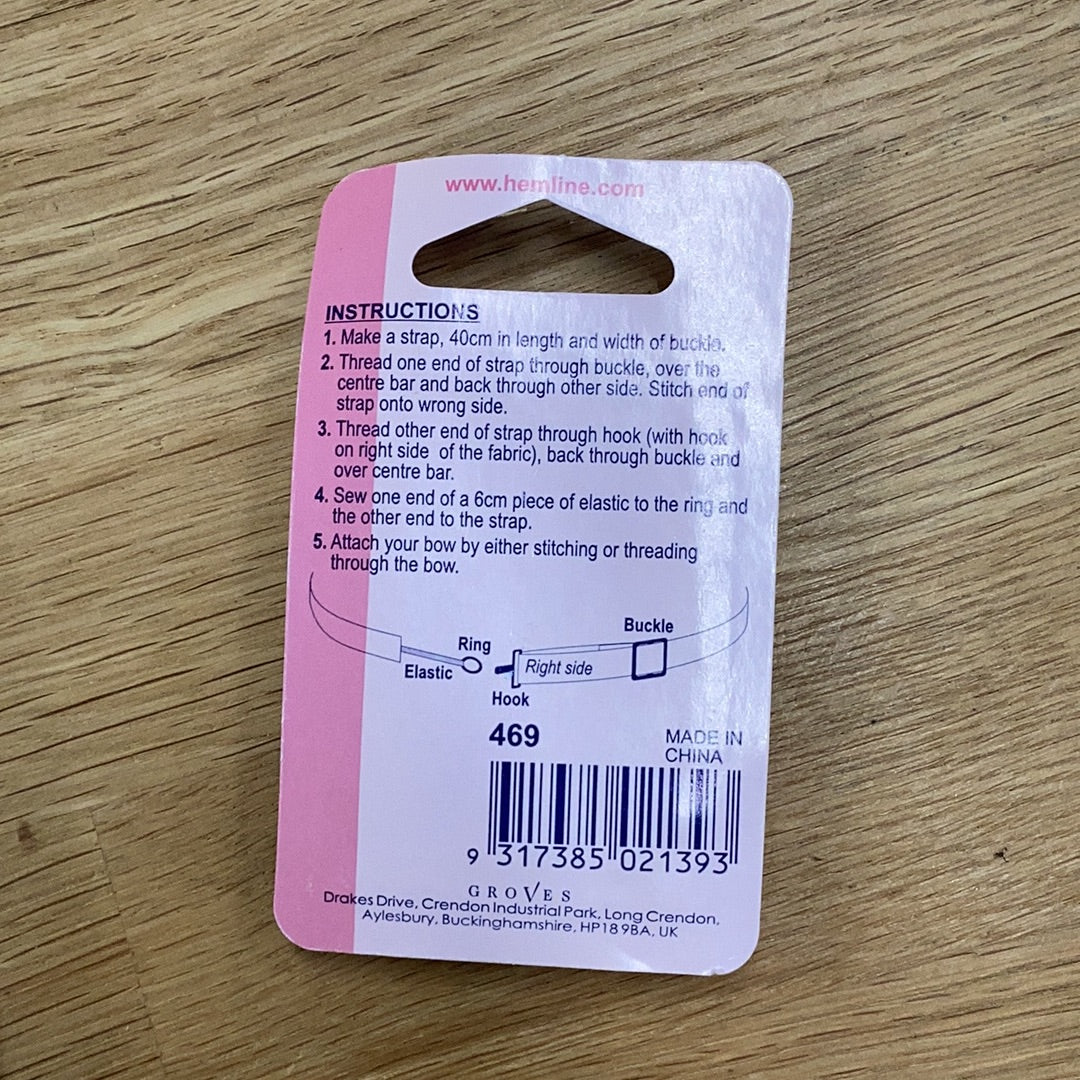 www.hemline.com
INSTRUCTIONS
1. Make a strap, 40cm in length and width of buckle.
2. Thread one end of strap through buckle, over the
centre bar and back through other side. Stitch end of
strap onto wrong side.
3. Thread other end of strap through hook (with hook
on right side of the fabric), back through buckle and
over centre bar.
4. Sew one end of a 6cm piece of elastic to the ring and
the other end to the strap.
5. Attach your bow by either stitching or threading
through the bow.
Buckle
Ring
Elastic
Right side
Hook
469
MADE IN
CHINA
9 317385 021393
GROVES
Drakes Drive, Crendon Industrial Park, Long Crendon,
Aylesbury, Buckinghamshire, HP18 9BA, UK